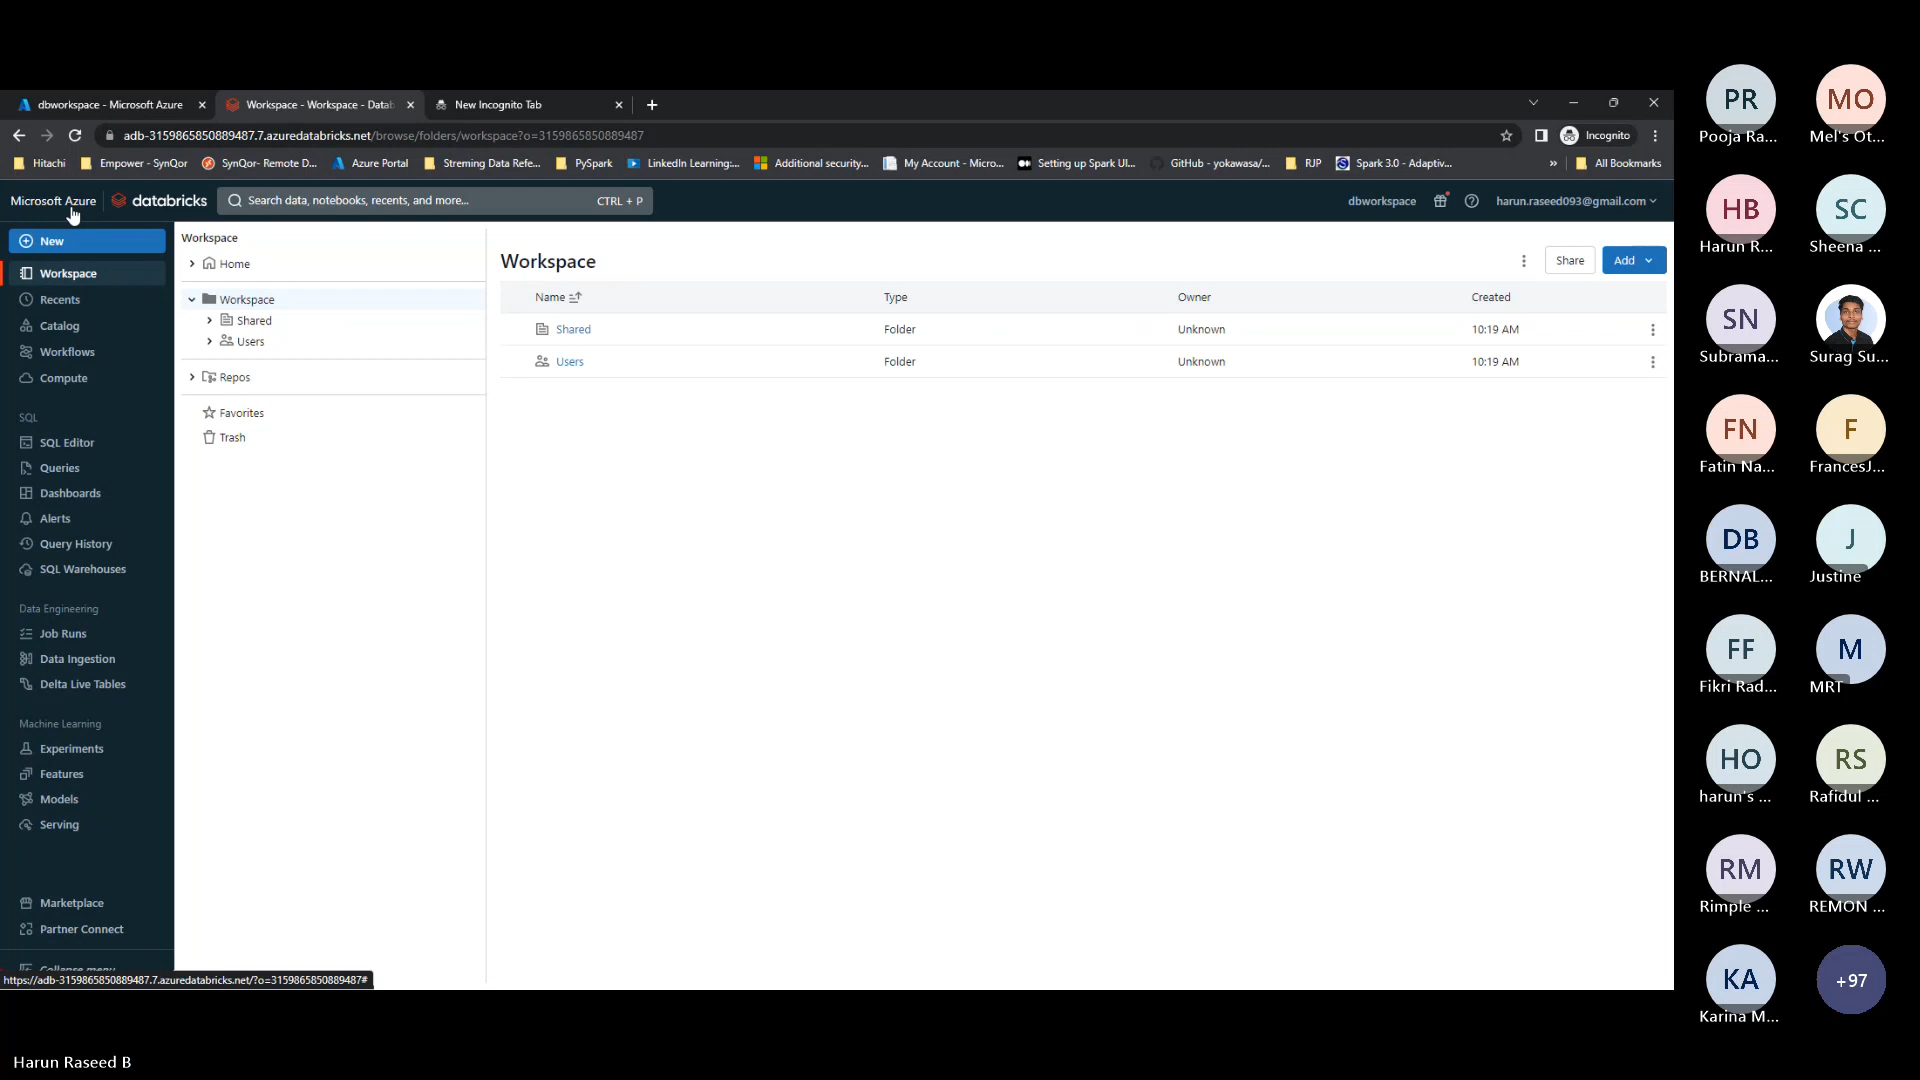 dbworkspace - Microsoft Azure
Workspace - Workspace - Datab
New Incognito Tab
adb-3159865850889487.7.azuredatabricks.net/browse/folders/workspace?o=3159865850889487
Incognito
Hitachi
Empower - SynQor
SynQor- Remote D...
Azure Portal
Streming Data Refe...
PySpark
LinkedIn Learning:...
Additional security...
My Account - Micro...
Setting up Spark UI...
GitHub - yokawasa/...
RJP
Spark 3.0 - Adaptiv...
»
All Bookmarks
Microsoft Azure
databricks
Search data, notebooks, recents, and more...
CTRL + P
dbworkspace
harun.raseed093@gmail.com
New
Workspace
Recents
Catalog
Workflows
Compute
SQL
SQL Editor
Queries
Dashboards
Alerts
Query History
SQL Warehouses
Data Engineering
Job Runs
Data Ingestion
Delta Live Tables
Machine Learning
Experiments
Features
Models
Serving
Marketplace
Partner Connect
Collapse menu
https://adb-3159865850889487.7.azuredatabricks.net/?o=3159865850889487#
Workspace
Home
Workspace
Shared
Users
Repos
Favorites
Trash
Workspace
Share
Add
Name Type Owner Created
Shared Folder Unknown 10:19 AM
Users Folder Unknown 10:19 AM
PR
Pooja Ra...
MO
Mel's Ot...
HB
Harun R...
SC
Sheena ...
SN
Subrama...
Surag Su...
FN
Fatin Na...
F
FrancesJ...
DB
BERNAL...
J
Justine
FF
Fikri Rad...
M
MRT
HO
harun's ...
RS
Rafidul ...
RM
Rimple ...
RW
REMON ...
KA
Karina M...
+97
Harun Raseed B